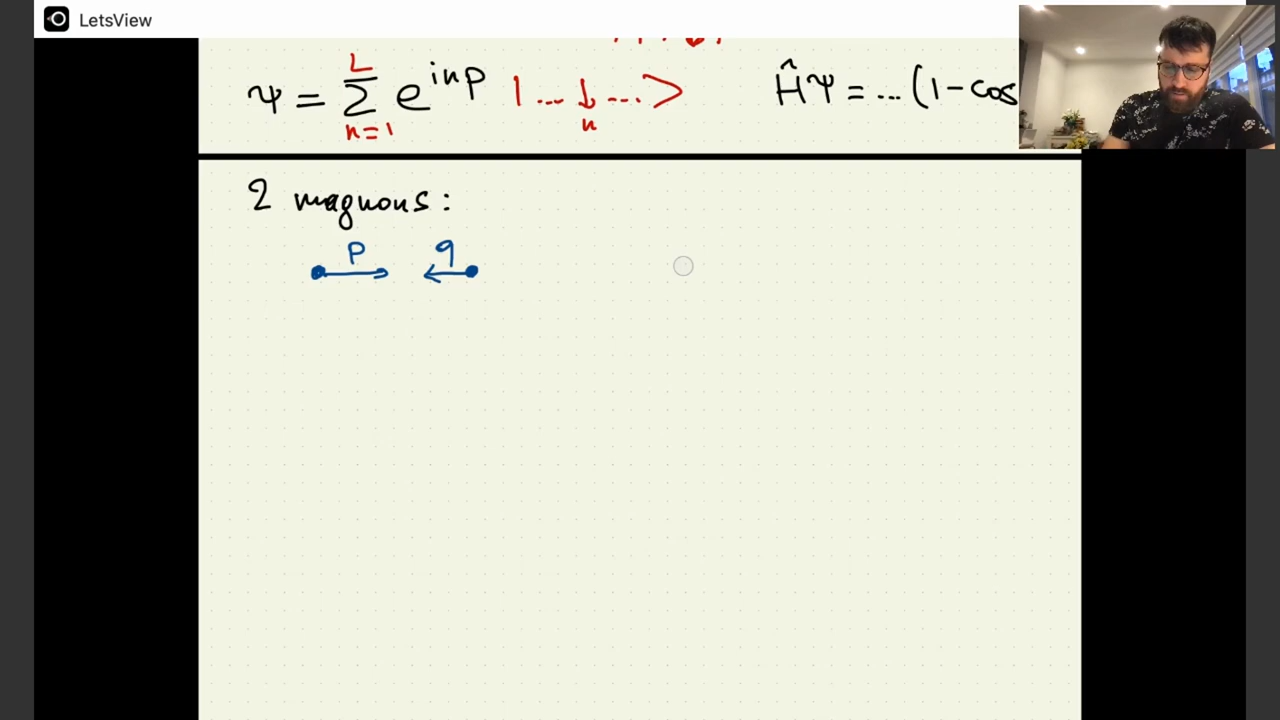 LetsView
L
ψ = Σ e^{inp} |...↓...> Ĥψ = ...(1-cos
n=1 n
2 magnons:
p q